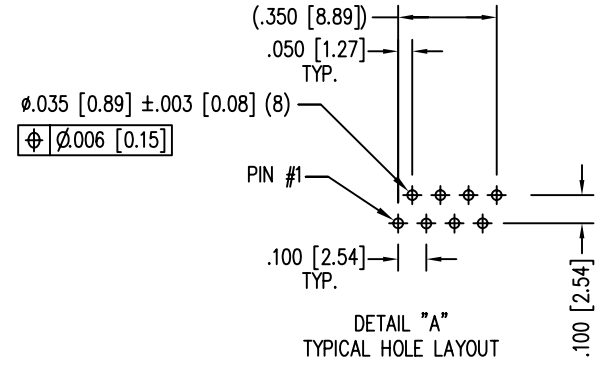 (.350 [8.89])
.050 [1.27]
TYP.
ø.035 [0.89] ±.003 [0.08] (8)
⌖ Ø.006 [0.15]
PIN #1
.100 [2.54]
TYP.
.100 [2.54]
DETAIL "A"
TYPICAL HOLE LAYOUT